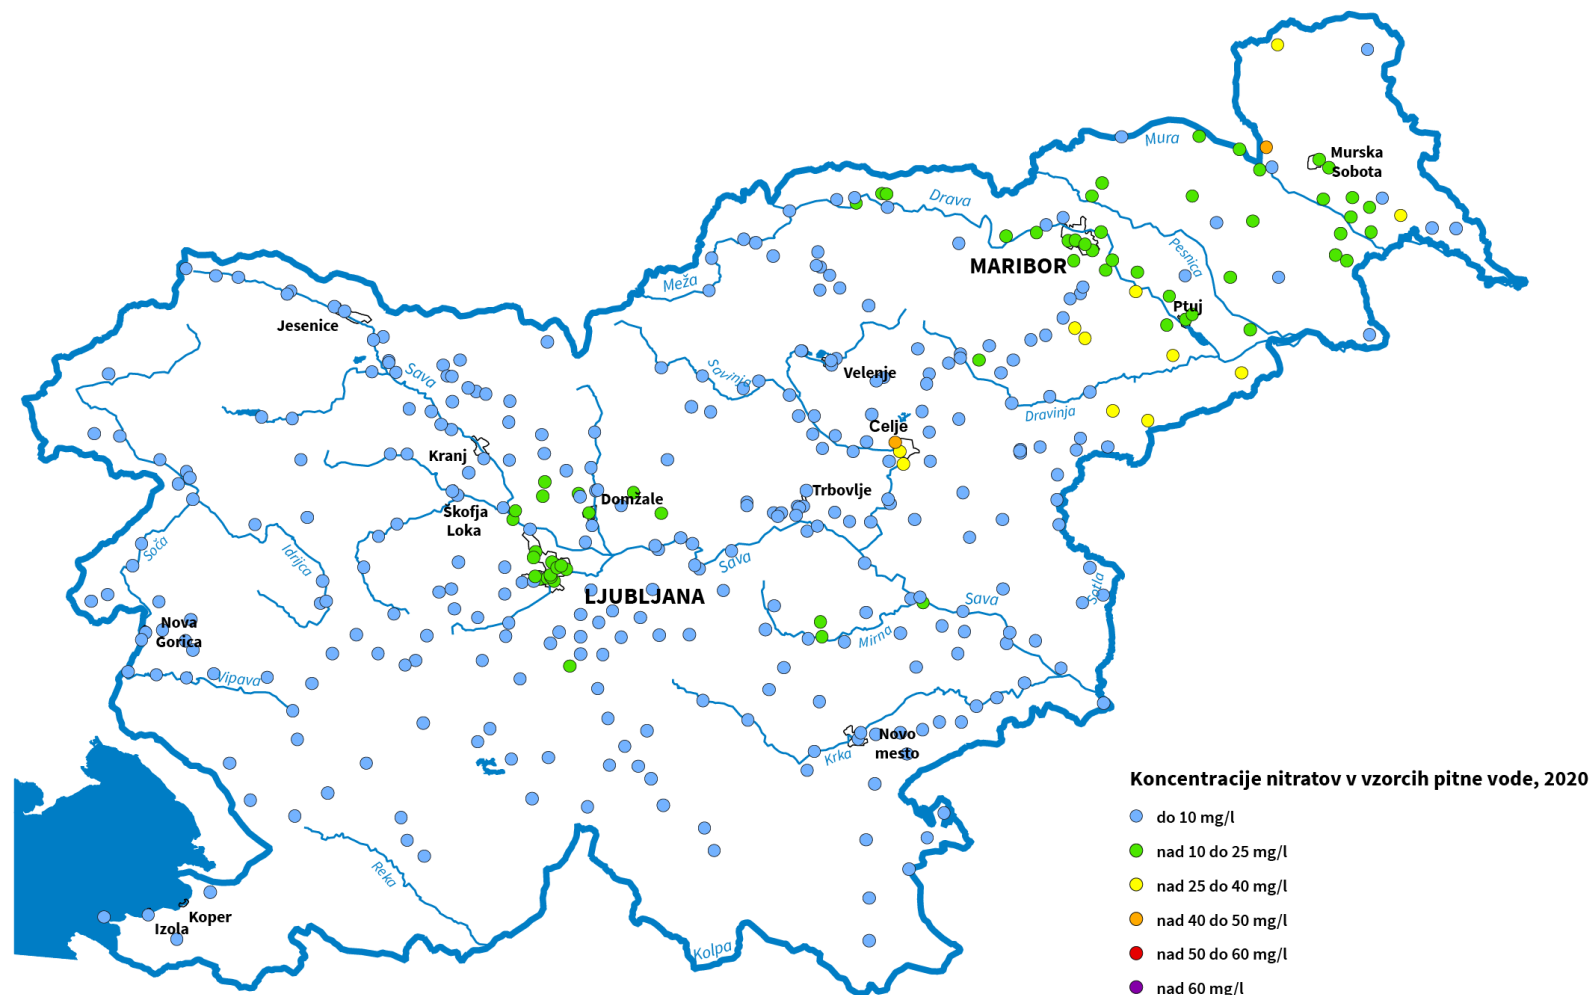 Mura
Murska
Sobota
Drava
Pesnica
MARIBOR
Meža
Ptuj
Jesenice
Sava
Savinja
Velenje
Dravinja
Celje
Kranj
Domžale
Trbovlje
Škofja
Loka
Soča
Idrijca
Sava
LJUBLJANA
Sava
Sotla
Nova
Gorica
Mirna
Vipava
Novo
mesto
Krka
Koncentracije nitratov v vzorcih pitne vode, 2020
do 10 mg/l
nad 10 do 25 mg/l
nad 25 do 40 mg/l
nad 40 do 50 mg/l
nad 50 do 60 mg/l
nad 60 mg/l
Reka
Koper
Izola
Kolpa